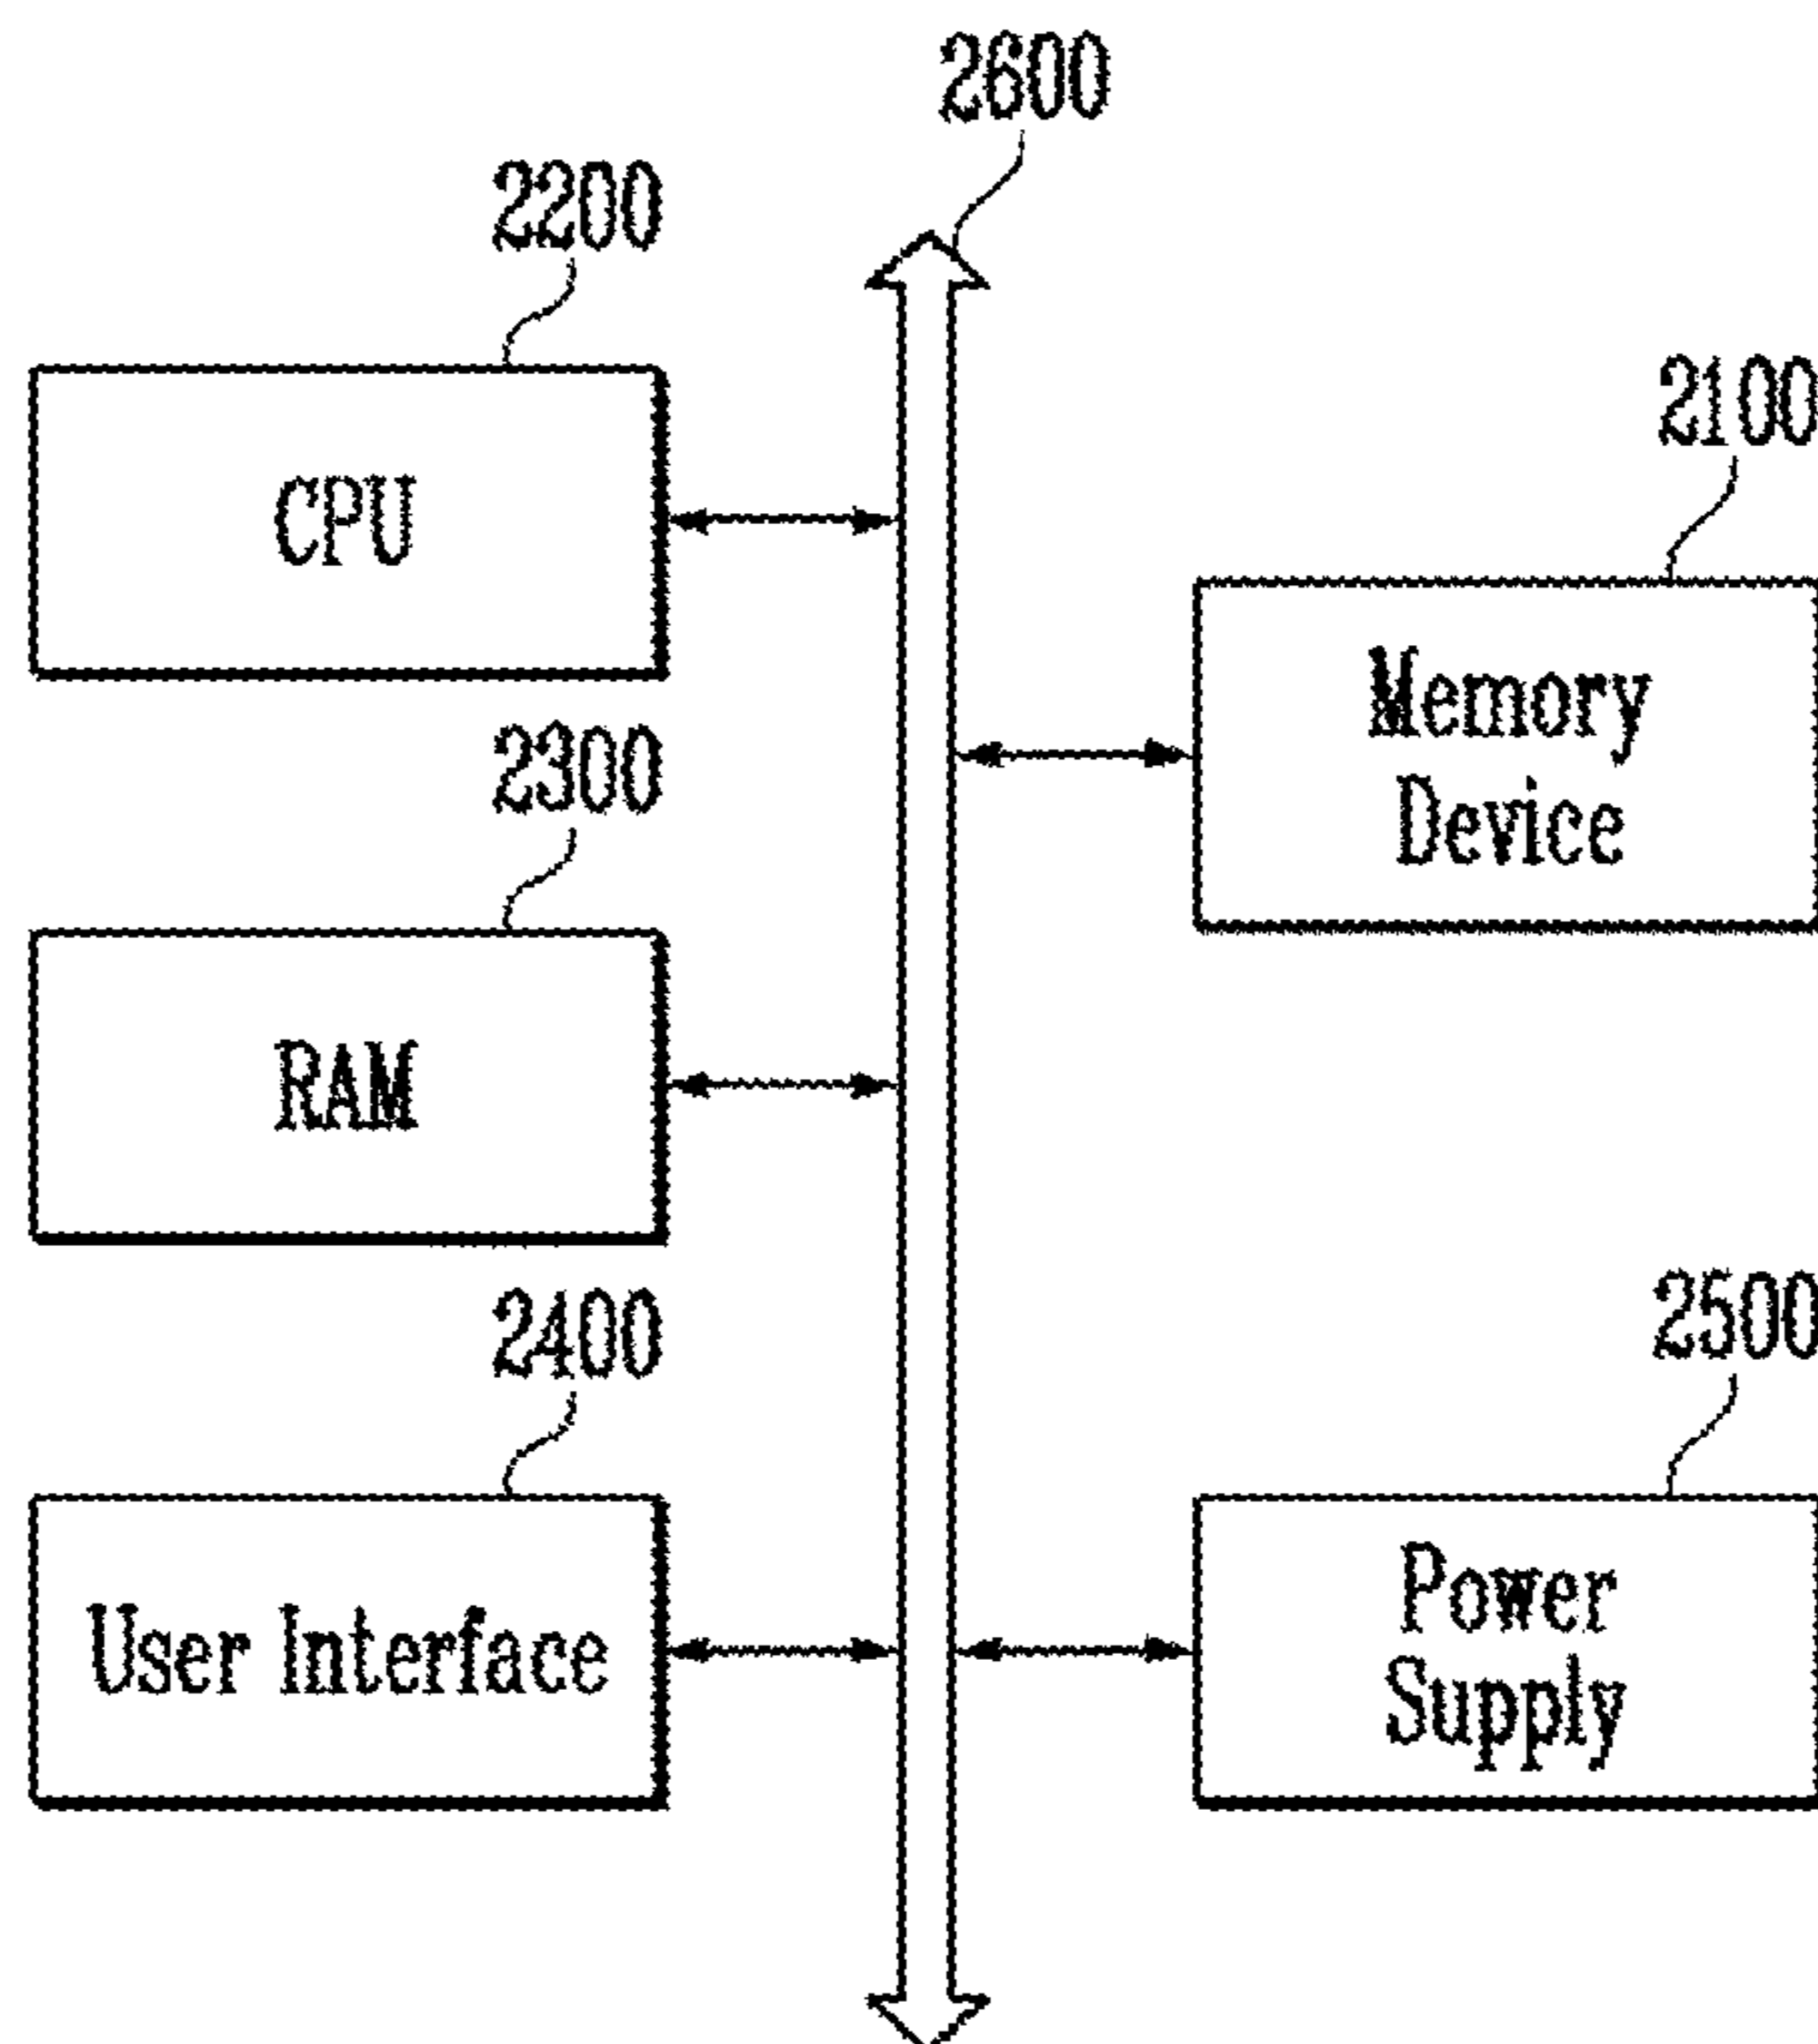 2600
2200
CPU
2100
Memory
Device
2300
RAM
2400
User Interface
2500
Power
Supply